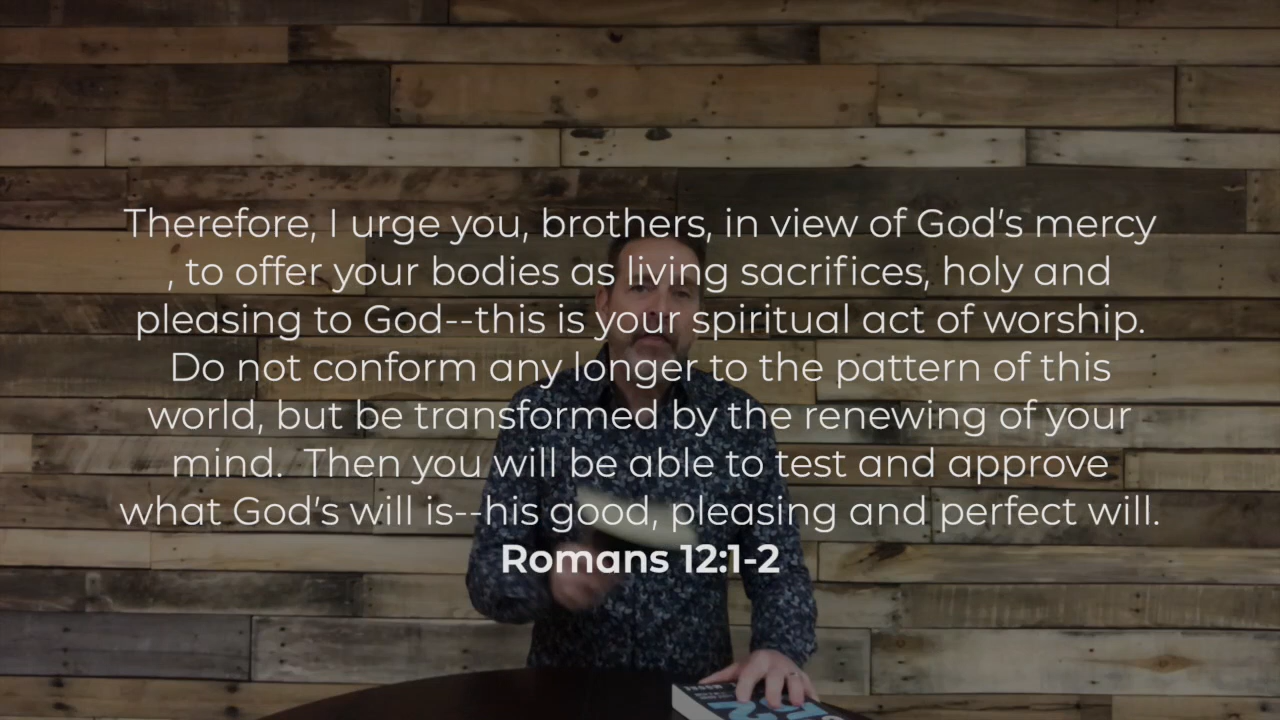 Therefore, I urge you, brothers, in view of God's mercy
, to offer your bodies as living sacrifices, holy and
pleasing to God--this is your spiritual act of worship.
Do not conform any longer to the pattern of this
world, but be transformed by the renewing of your
mind.  Then you will be able to test and approve
what God's will is--his good, pleasing and perfect will.
Romans 12:1-2